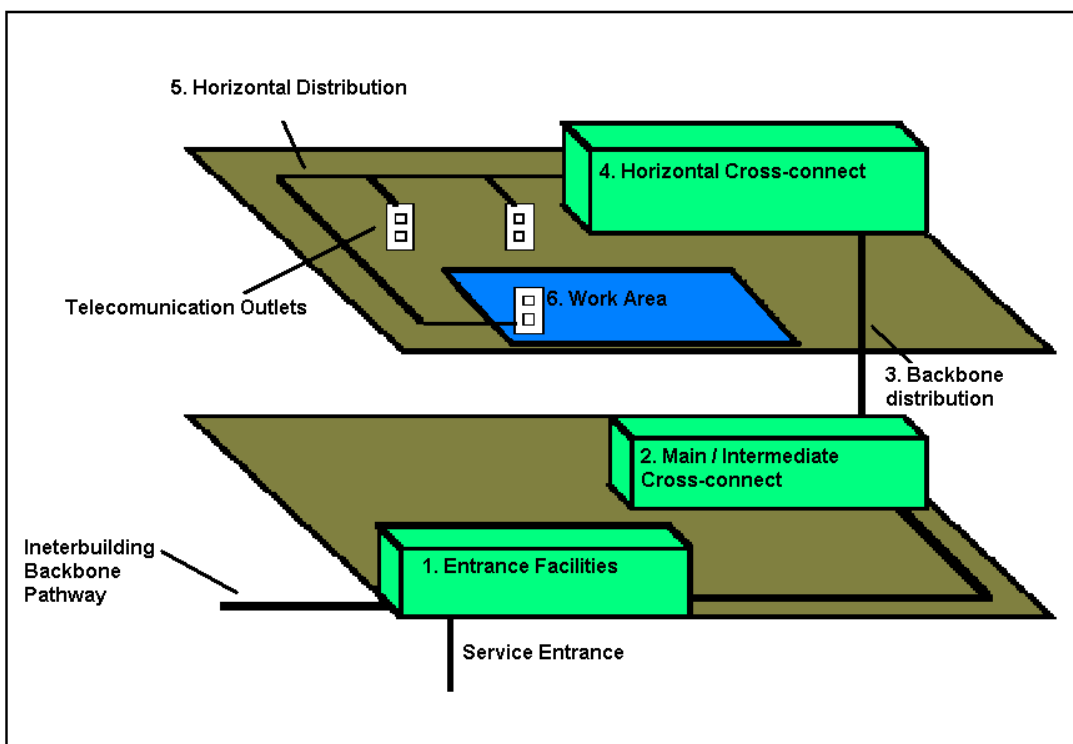 5. Horizontal Distribution
4. Horizontal Cross-connect
Telecomunication Outlets
6. Work Area
3. Backbone
distribution
2. Main / Intermediate
Cross-connect
Ineterbuilding
Backbone
Pathway
1. Entrance Facilities
Service Entrance